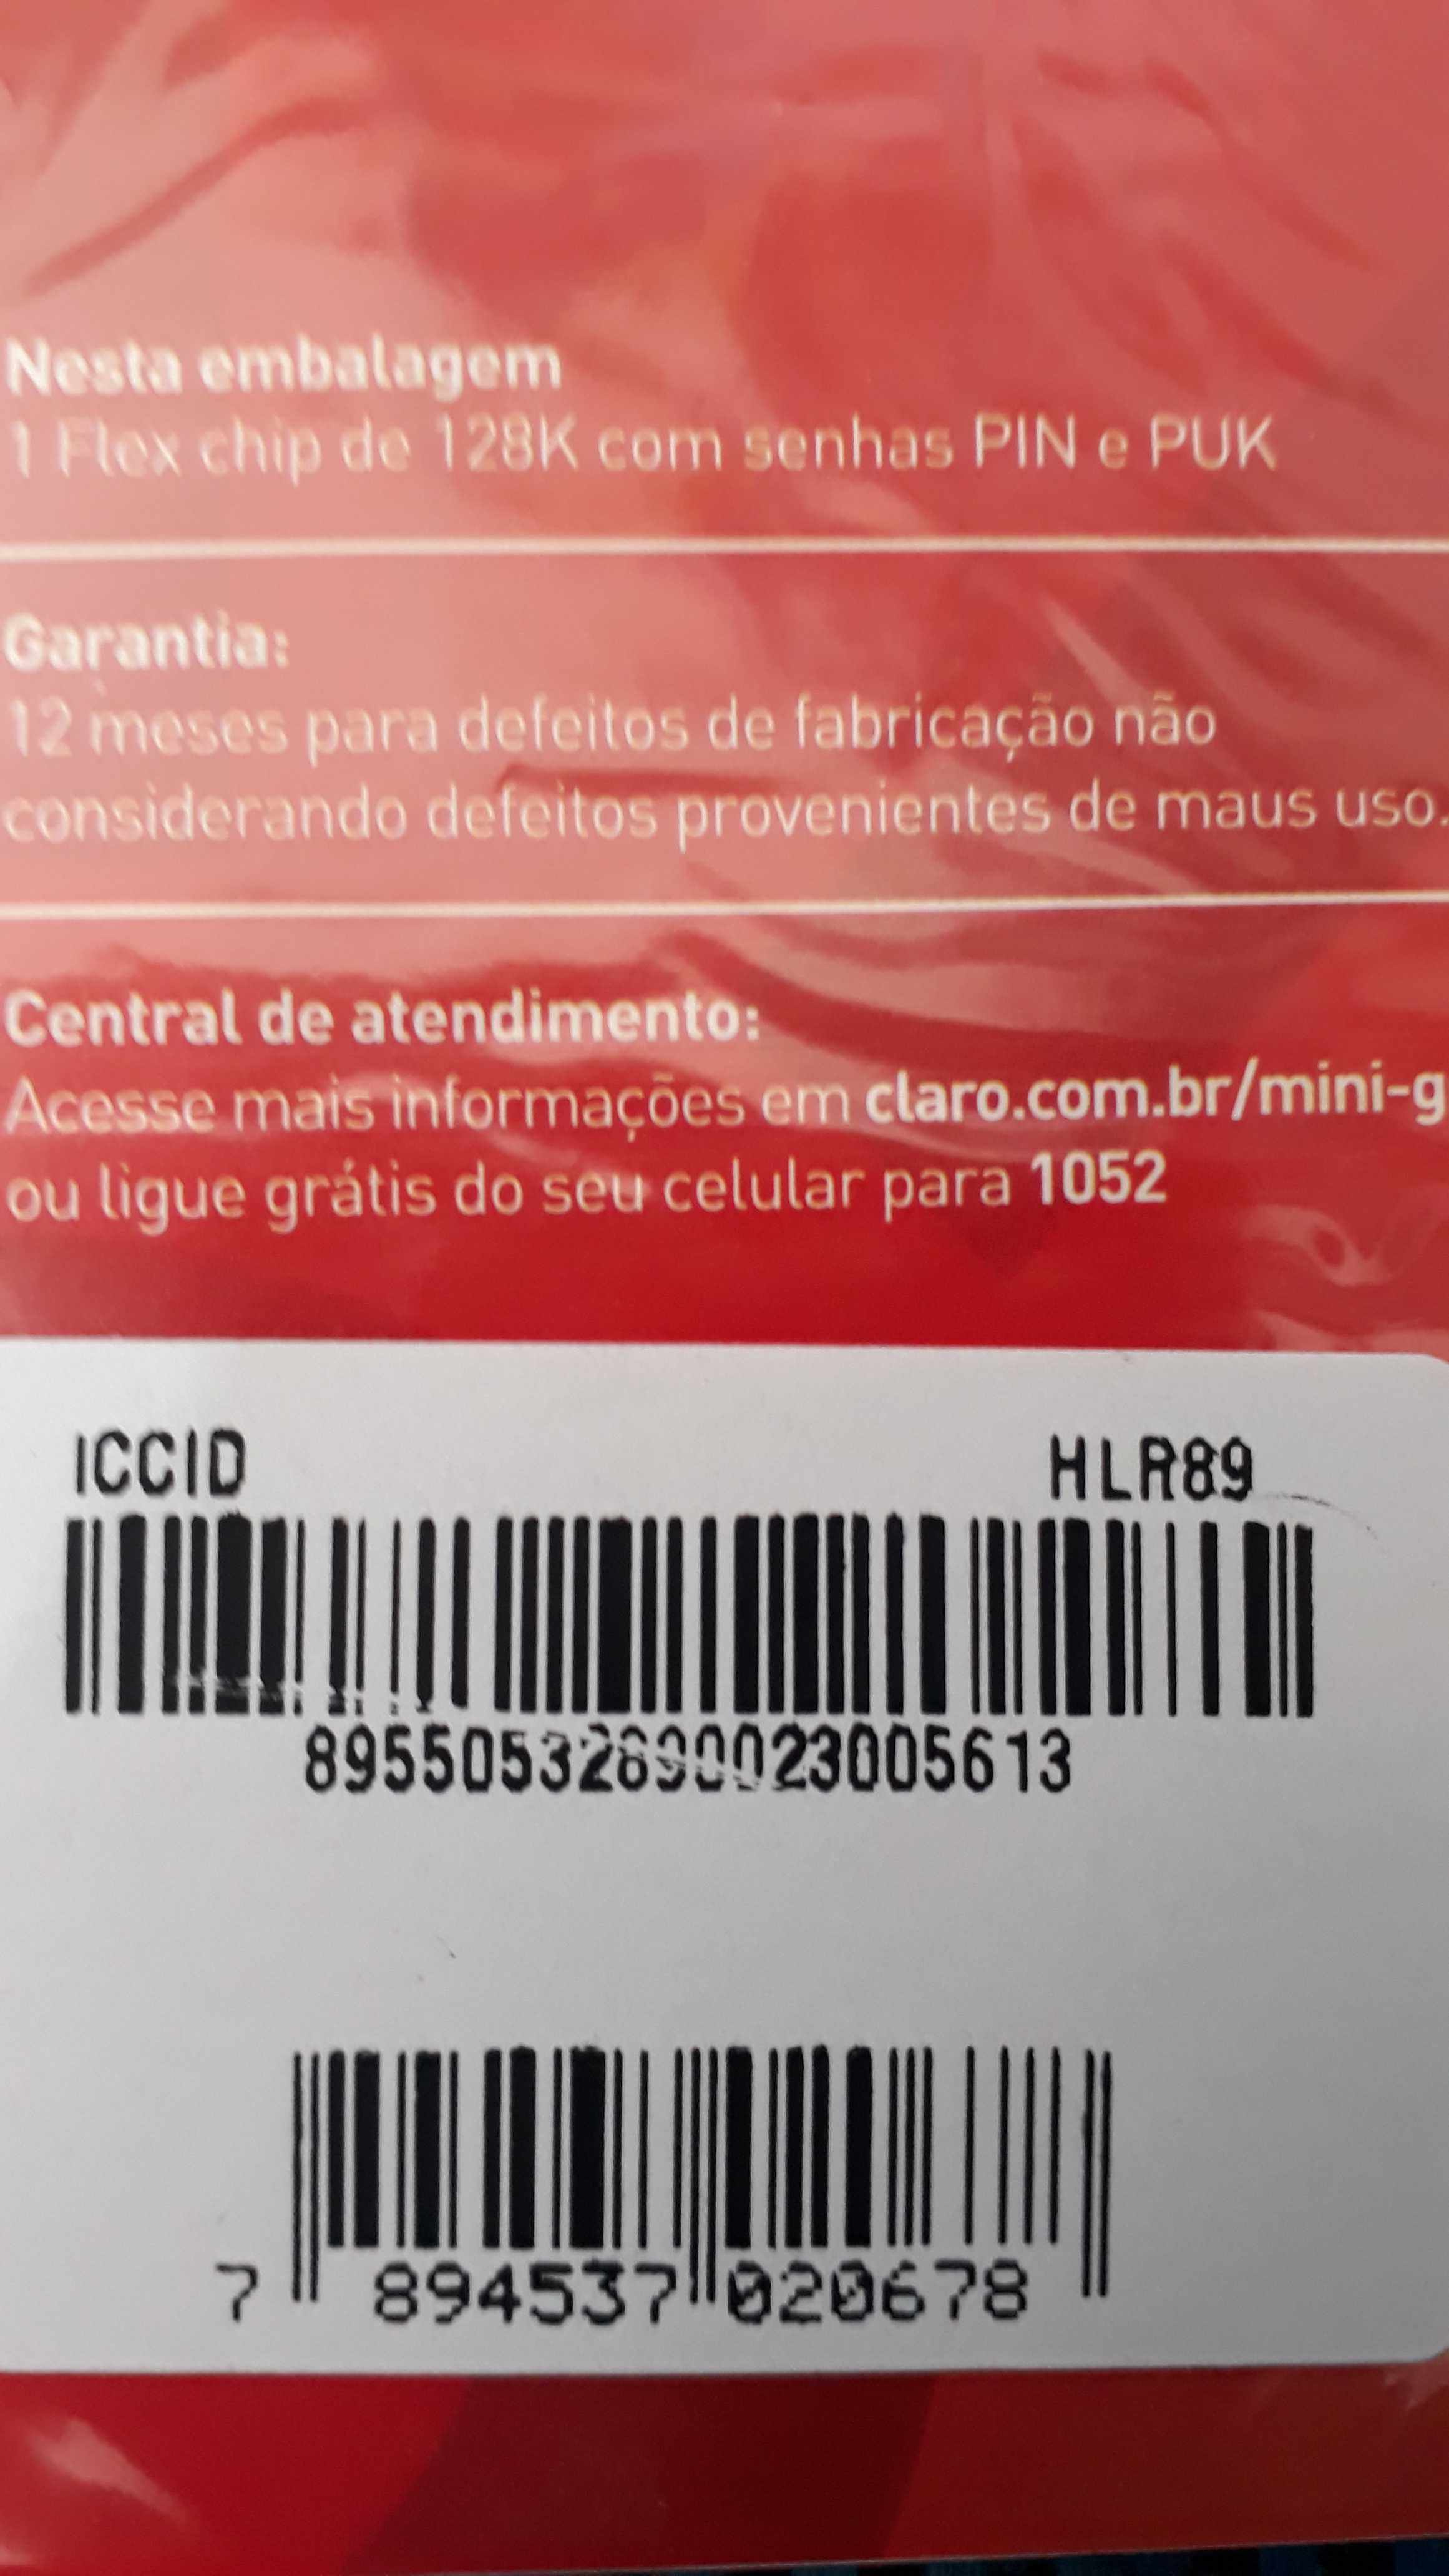 Nesta embalagem
1 Flex chip de 128K com senhas PIN e PUK
Garantia:
12 meses para defeitos de fabricação não
considerando defeitos provenientes de maus uso.
Central de atendimento:
Acesse mais informações em claro.com.br/mini-g
ou ligue grátis do seu celular para 1052
ICCID HLR89
7 894537 020678